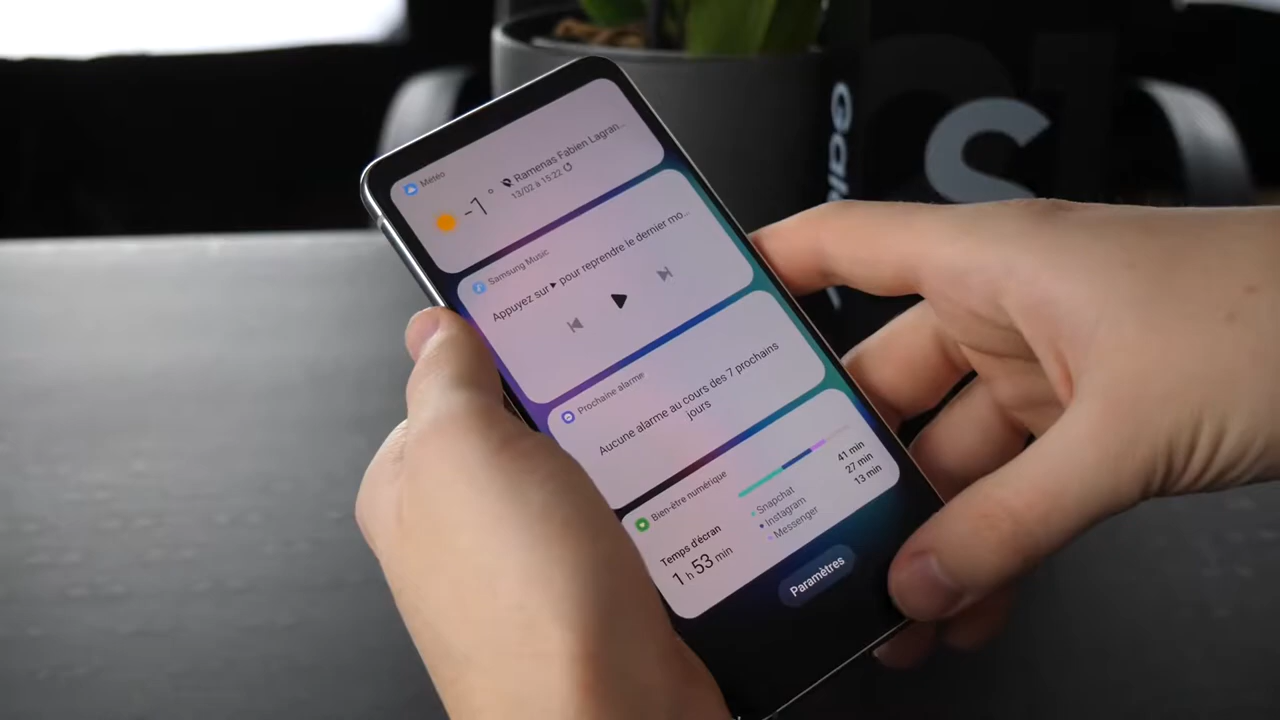 Météo
-1°
Ramenas Fabien Lagran...
13/02 à 15:22
Samsung Music
Appuyez sur ▶ pour reprendre le dernier mo...
Prochaine alarme
Aucune alarme au cours des 7 prochains
jours
Bien-être numérique
Temps d'écran
1 h 53 min
Snapchat
41 min
Instagram
27 min
Messenger
13 min
Paramètres
S